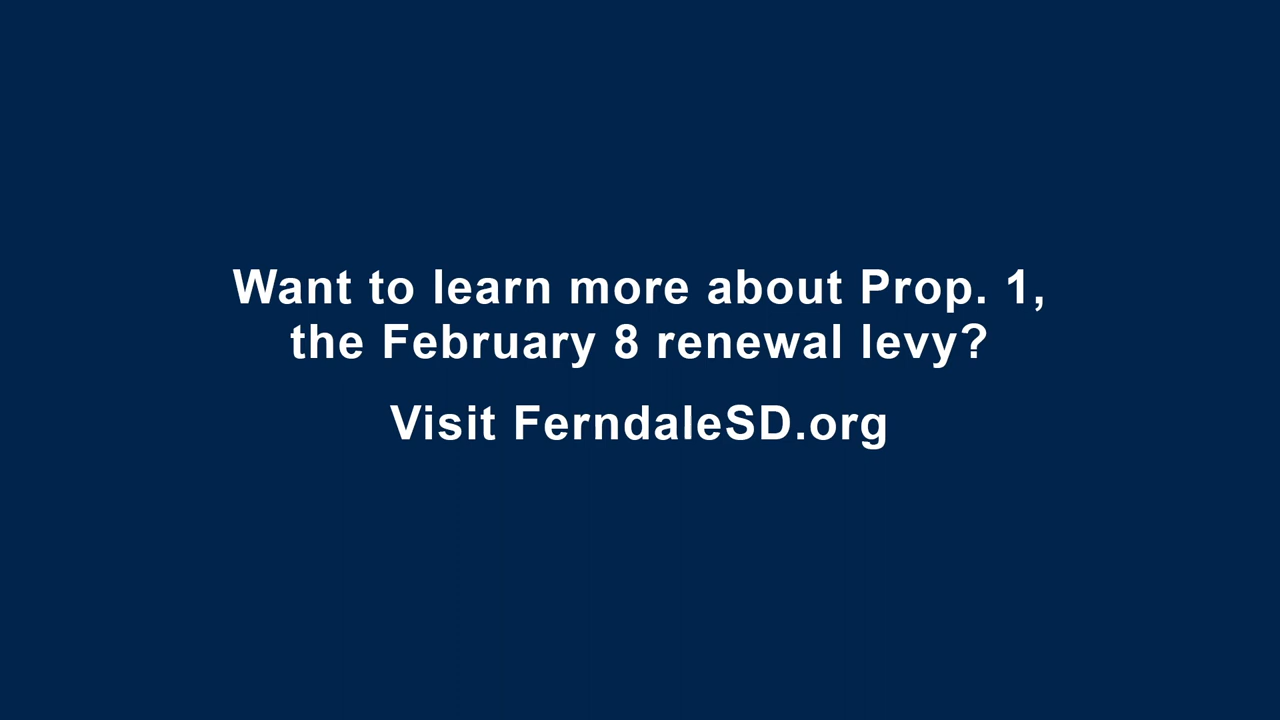 Want to learn more about Prop. 1,
the February 8 renewal levy?
Visit FerndaleSD.org